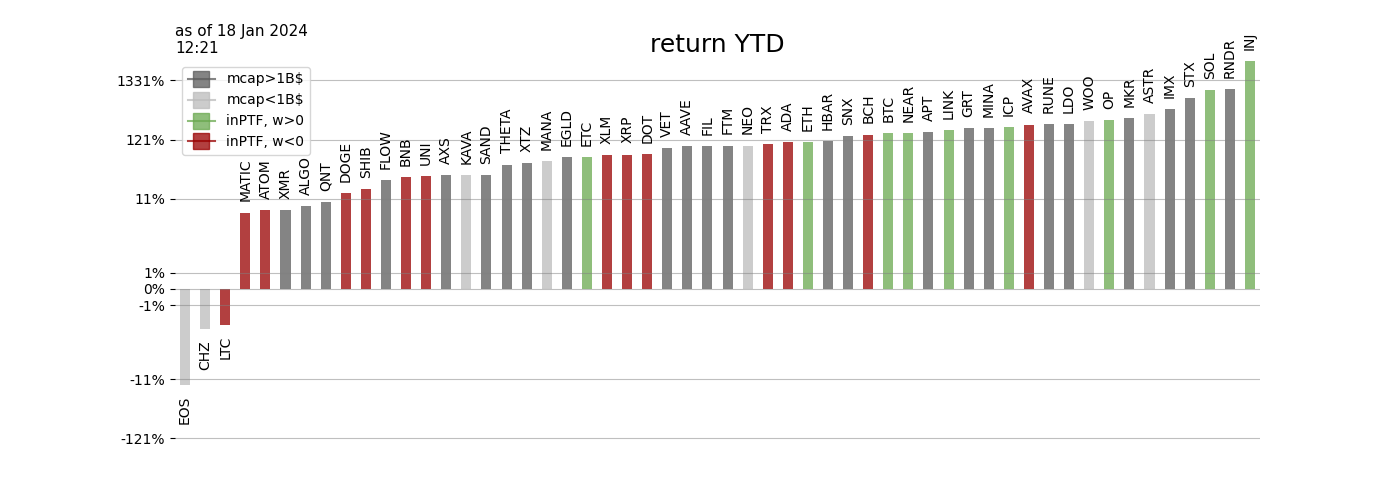 as of 18 Jan 2024
12:21
return YTD
mcap>1B$
mcap<1B$
inPTF, w>0
inPTF, w<0
1331%
121%
11%
1%
0%
-1%
-11%
-121%
EOS
CHZ
LTC
MATIC
ATOM
XMR
ALGO
QNT
DOGE
SHIB
FLOW
BNB
UNI
AXS
KAVA
SAND
THETA
XTZ
MANA
EGLD
ETC
XLM
XRP
DOT
VET
AAVE
FIL
FTM
NEO
TRX
ADA
ETH
HBAR
SNX
BCH
BTC
NEAR
APT
LINK
GRT
MINA
ICP
AVAX
RUNE
LDO
WOO
OP
MKR
ASTR
IMX
STX
SOL
RNDR
INJ